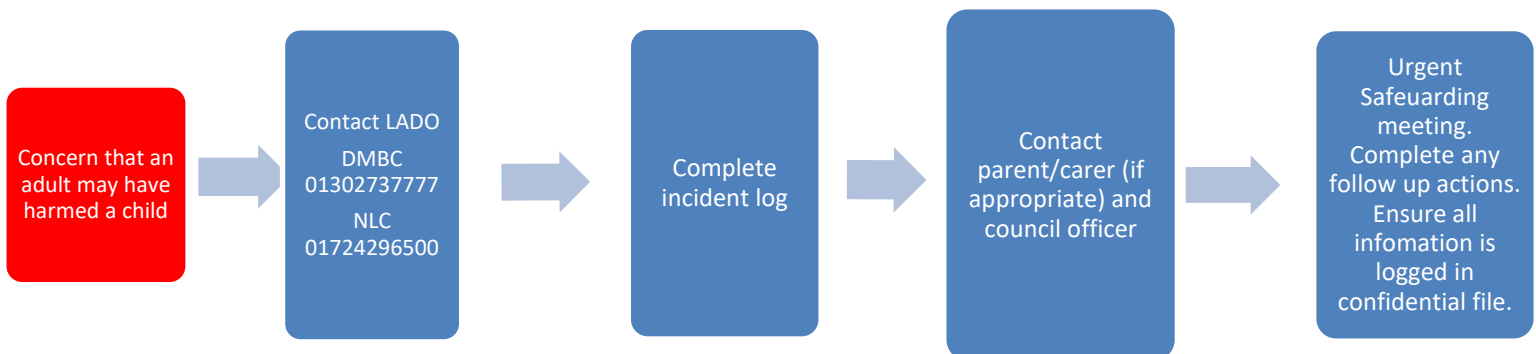 Concern that an
adult may have
harmed a child
Contact LADO
DMBC
01302737777
NLC
01724296500
Complete
incident log
Contact
parent/carer (if
appropriate) and
council officer
Urgent
Safeuarding
meeting.
Complete any
follow up actions.
Ensure all
infomation is
logged in
confidential file.